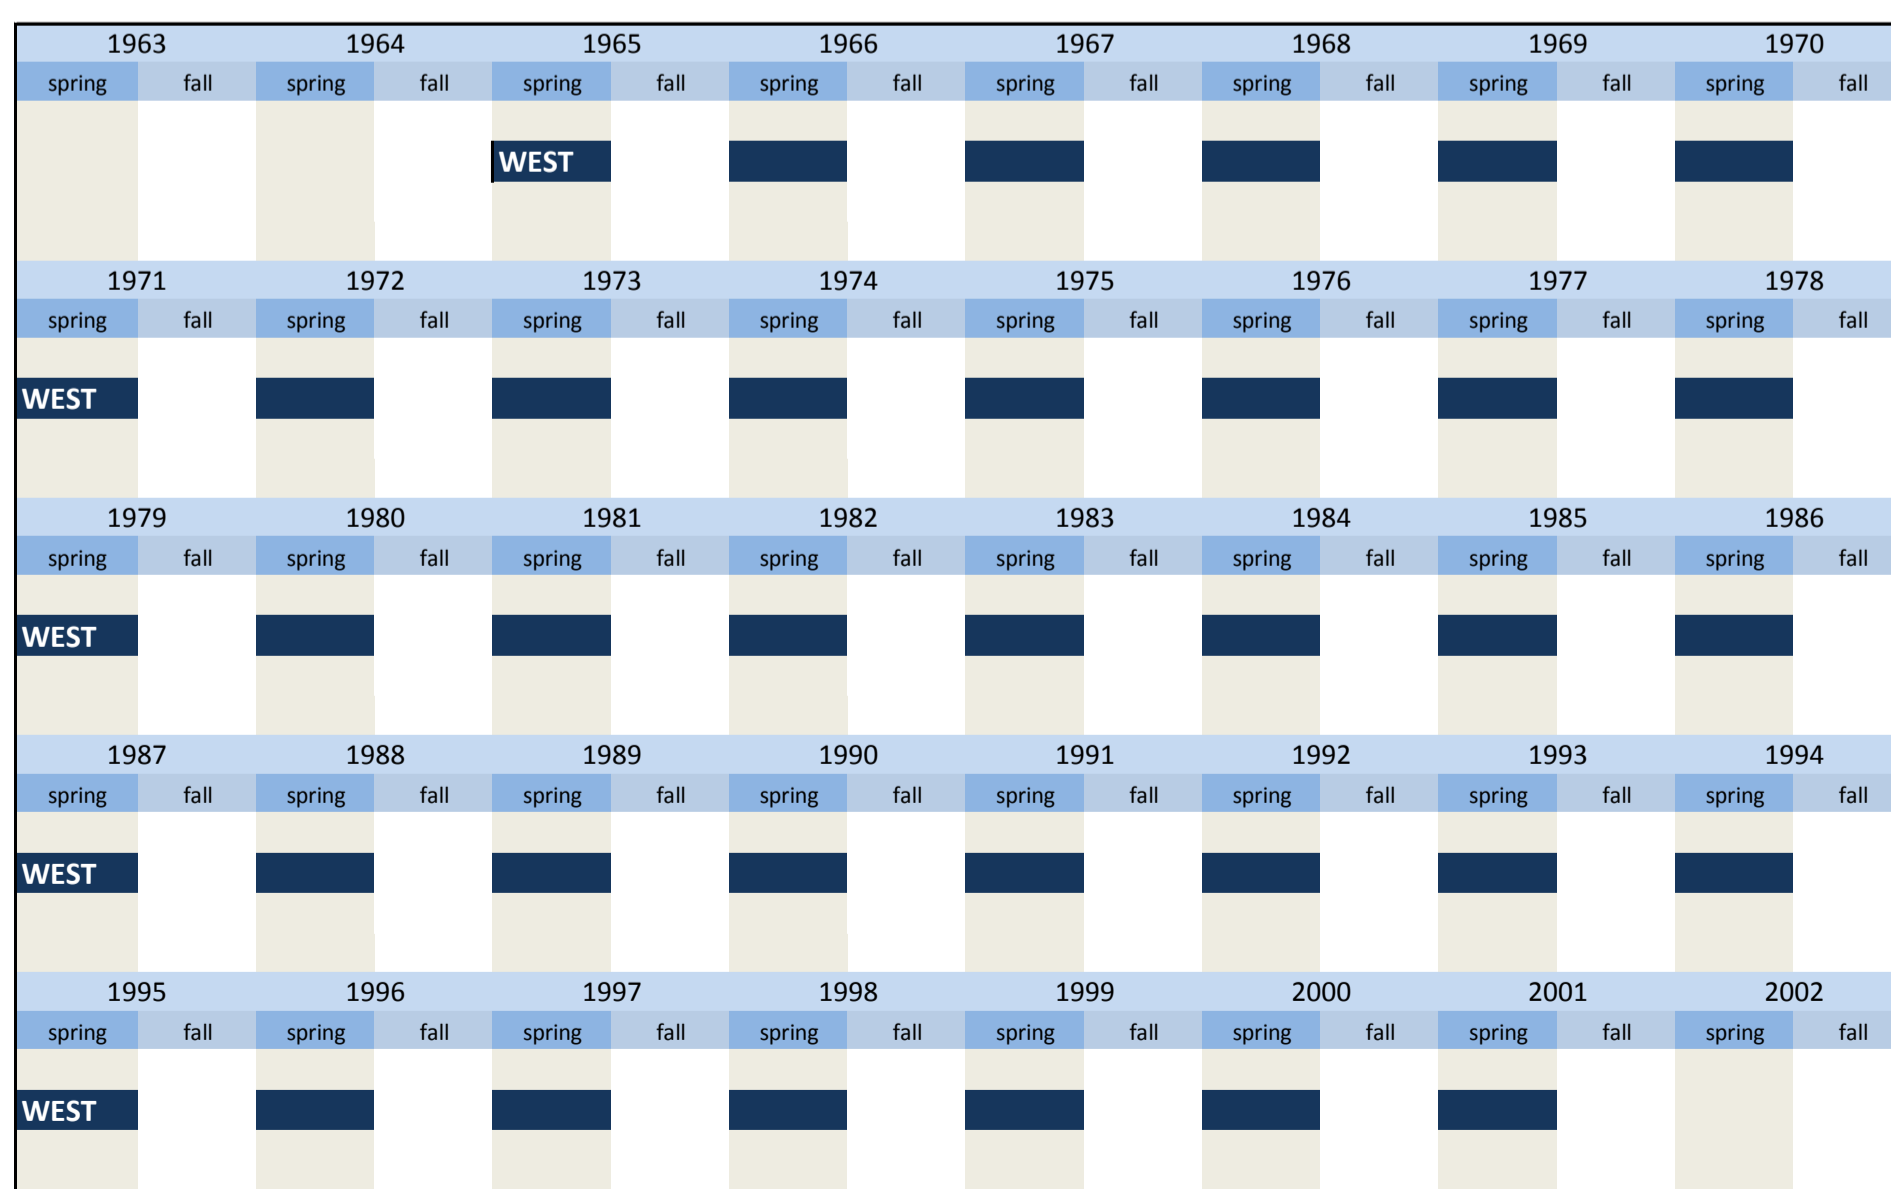 1963 1964 1965 1966 1967 1968 1969 1970
spring fall spring fall spring fall spring fall spring fall spring fall spring fall spring fall
WEST
1971 1972 1973 1974 1975 1976 1977 1978
spring fall spring fall spring fall spring fall spring fall spring fall spring fall spring fall
WEST
1979 1980 1981 1982 1983 1984 1985 1986
spring fall spring fall spring fall spring fall spring fall spring fall spring fall spring fall
WEST
1987 1988 1989 1990 1991 1992 1993 1994
spring fall spring fall spring fall spring fall spring fall spring fall spring fall spring fall
WEST
1995 1996 1997 1998 1999 2000 2001 2002
spring fall spring fall spring fall spring fall spring fall spring fall spring fall spring fall
WEST